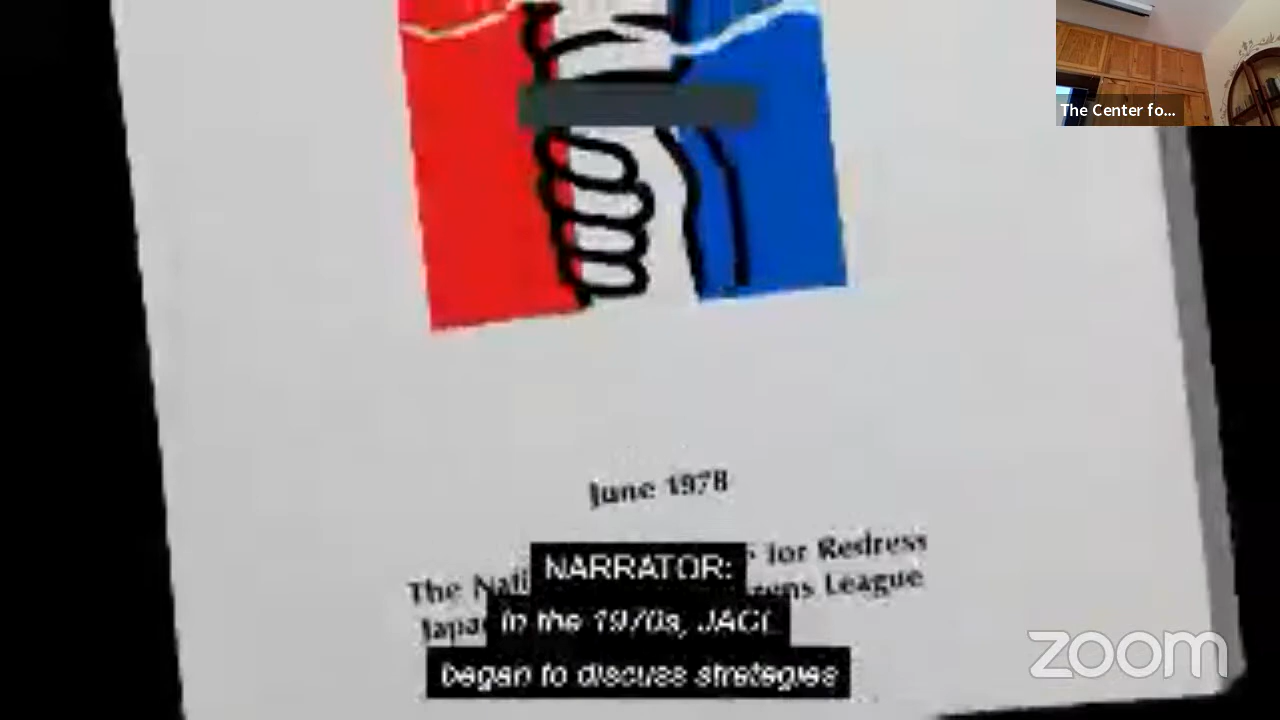 The Center fo...
June 1978
for Redress
The Nati
League
NARRATOR:
In the 1970s, JACL
began to discuss strategies
zoom